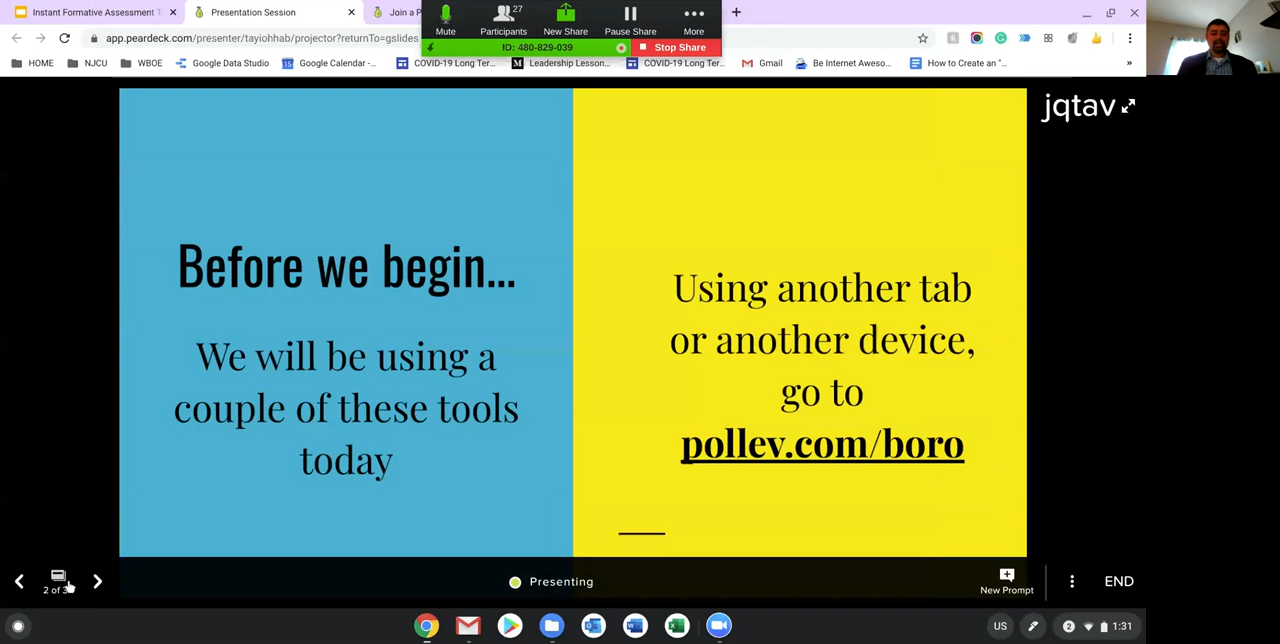 Instant Formative Assessment T
Presentation Session
Join a P
Mute
27
Participants
New Share
Pause Share
More
ID: 480-829-039
Stop Share
app.peardeck.com/presenter/tayiohhab/projector?returnTo=gslides
HOME
NJCU
WBOE
Google Data Studio
Google Calendar -...
COVID-19 Long Ter...
Leadership Lesson...
COVID-19 Long Ter...
Gmail
Be Internet Aweso...
How to Create an "...
»
jqtav
Before we begin...
We will be using a
couple of these tools
today
Using another tab
or another device,
go to
pollev.com/boro
2 of 3
Presenting
New Prompt
END
US
2
1:31